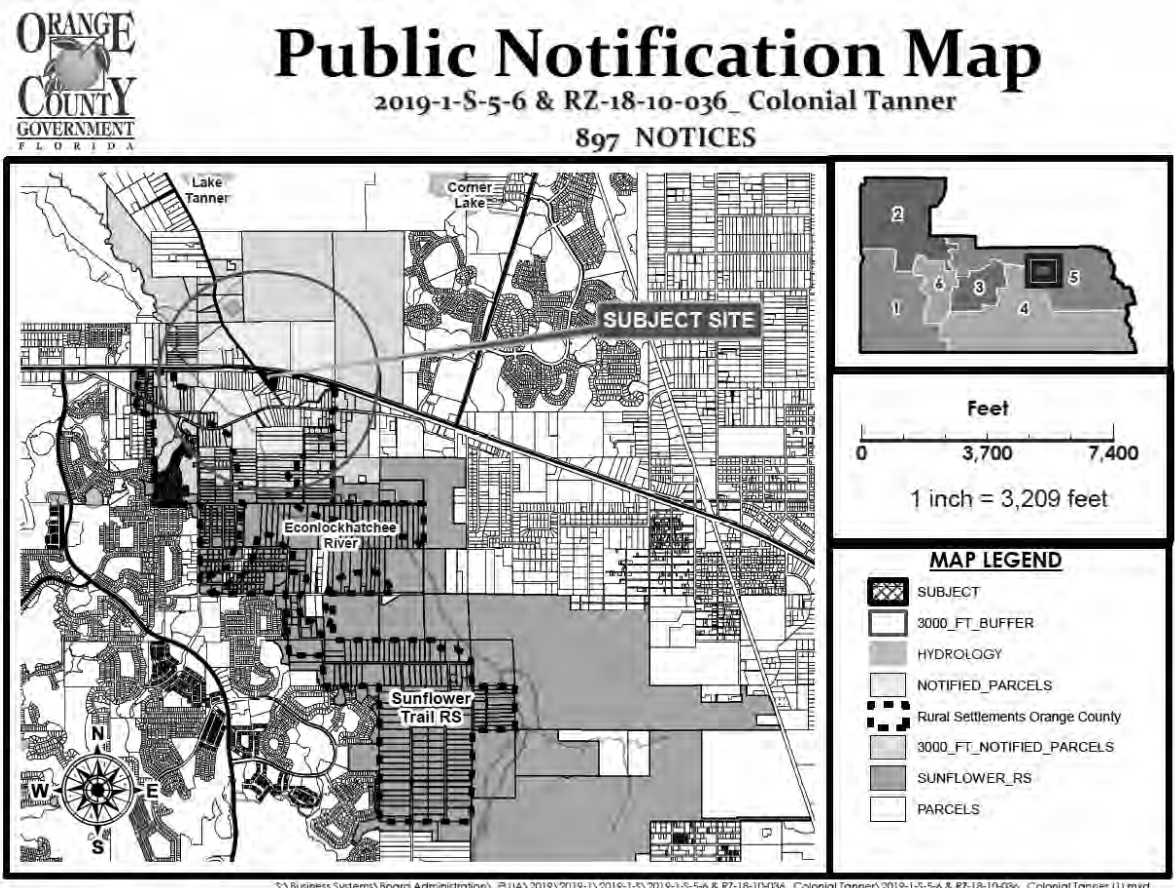 ORANGE
COUNTY
GOVERNMENT
FLORIDA
Public Notification Map
2019-1-S-5-6 & RZ-18-10-036_ Colonial Tanner
897 NOTICES
Lake
Tanner
Corner
Lake
SUBJECT SITE
Econlockhatchee
River
Sunflower
Trail RS
N
W
E
S
2
6
3
5
1
4
Feet
0 3,700 7,400
1 inch = 3,209 feet
MAP LEGEND
SUBJECT
3000_FT_BUFFER
HYDROLOGY
NOTIFIED_PARCELS
Rural Settlements Orange County
3000_FT_NOTIFIED_PARCELS
SUNFLOWER_RS
PARCELS